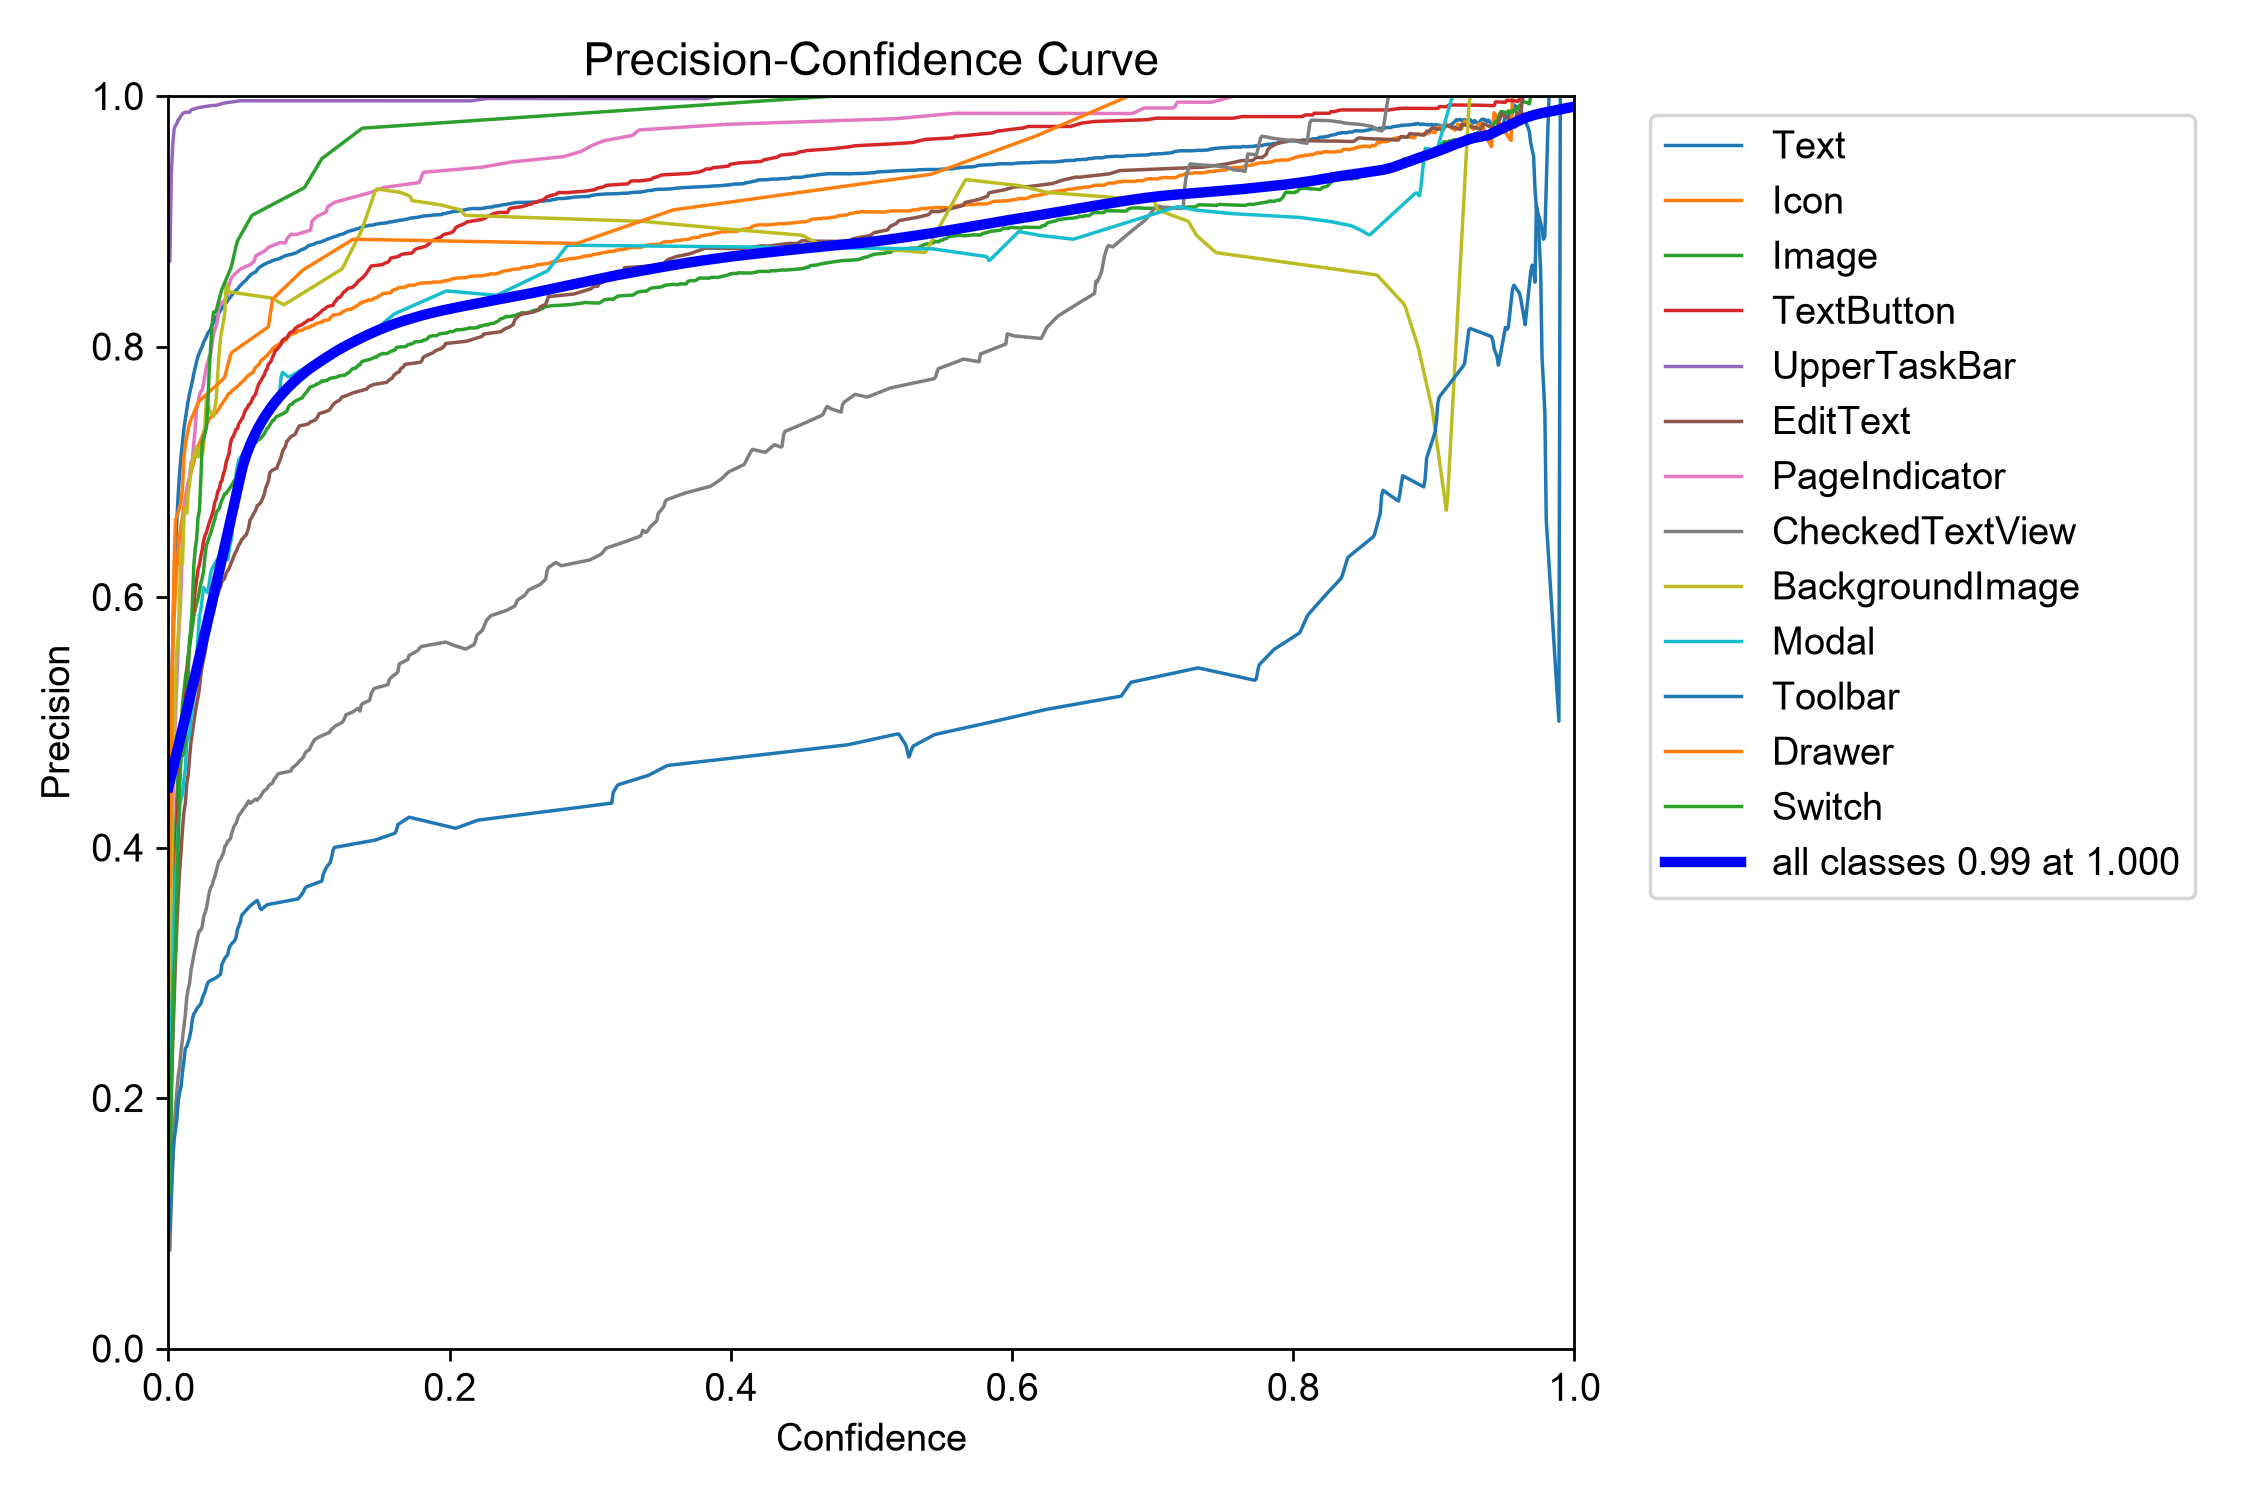 Precision-Confidence Curve
1.0
0.8
0.6
0.4
0.2
0.0
Precision
0.0 0.2 0.4 0.6 0.8 1.0
Confidence
Text
Icon
Image
TextButton
UpperTaskBar
EditText
PageIndicator
CheckedTextView
BackgroundImage
Modal
Toolbar
Drawer
Switch
all classes 0.99 at 1.000